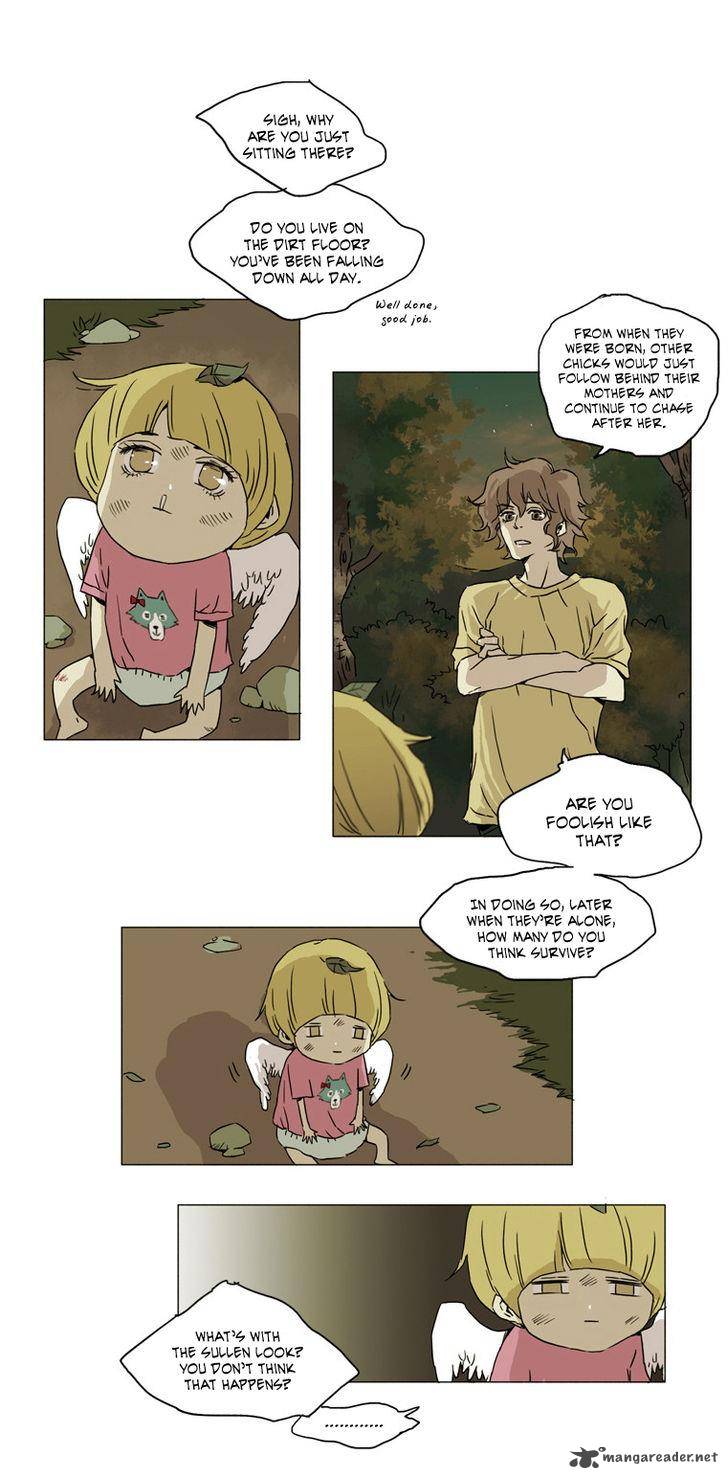 SIGH, WHY
ARE YOU JUST
SITTING THERE?
DO YOU LIVE ON
THE DIRT FLOOR?
YOU'VE BEEN FALLING
DOWN ALL DAY.
Well done,
good job.
FROM WHEN THEY
WERE BORN, OTHER
CHICKS WOULD JUST
FOLLOW BEHIND THEIR
MOTHERS AND
CONTINUE TO CHASE
AFTER HER.
ARE YOU
FOOLISH LIKE
THAT?
IN DOING SO, LATER
WHEN THEY'RE ALONE,
HOW MANY DO YOU
THINK SURVIVE?
WHAT'S WITH
THE SULLEN LOOK?
YOU DON'T THINK
THAT HAPPENS?
............
mangareader.net